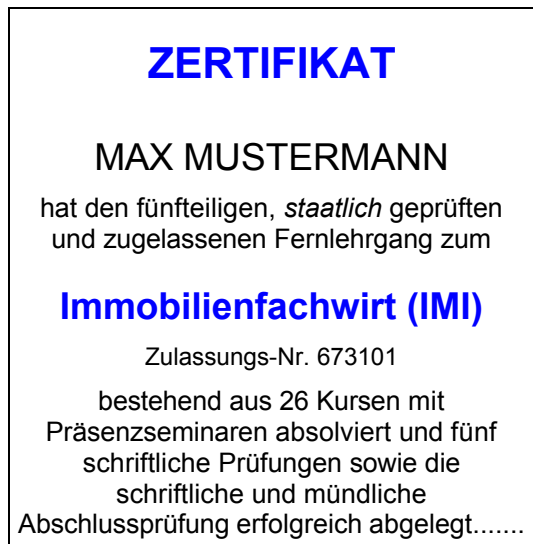 ZERTIFIKAT
MAX MUSTERMANN
hat den fünfteiligen, staatlich geprüften
und zugelassenen Fernlehrgang zum
Immobilienfachwirt (IMI)
Zulassungs-Nr. 673101
bestehend aus 26 Kursen mit
Präsenzseminaren absolviert und fünf
schriftliche Prüfungen sowie die
schriftliche und mündliche
Abschlussprüfung erfolgreich abgelegt.......